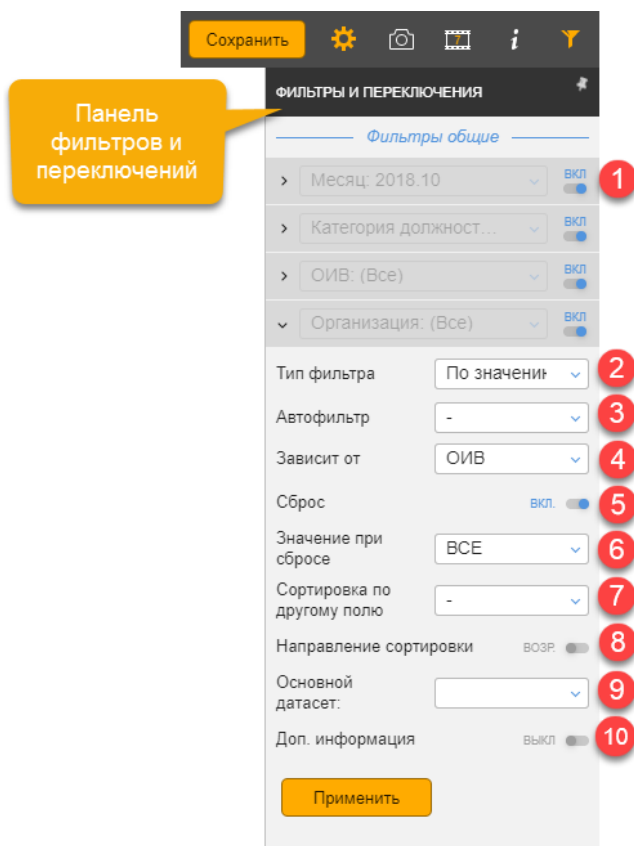 Сохранить
7
i
ФИЛЬТРЫ И ПЕРЕКЛЮЧЕНИЯ
Панель
фильтров и
переключений
Фильтры общие
Месяц: 2018.10
ВКЛ
1
Категория должност...
ВКЛ
ОИВ: (Все)
ВКЛ
Организация: (Все)
ВКЛ
Тип фильтра
По значению
2
Автофильтр
-
3
Зависит от
ОИВ
4
Сброс
ВКЛ.
5
Значение при
сбросе
ВСЕ
6
Сортировка по
другому полю
-
7
Направление сортировки
ВОЗР.
8
Основной
датасет:
9
Доп. информация
ВЫКЛ
10
Применить